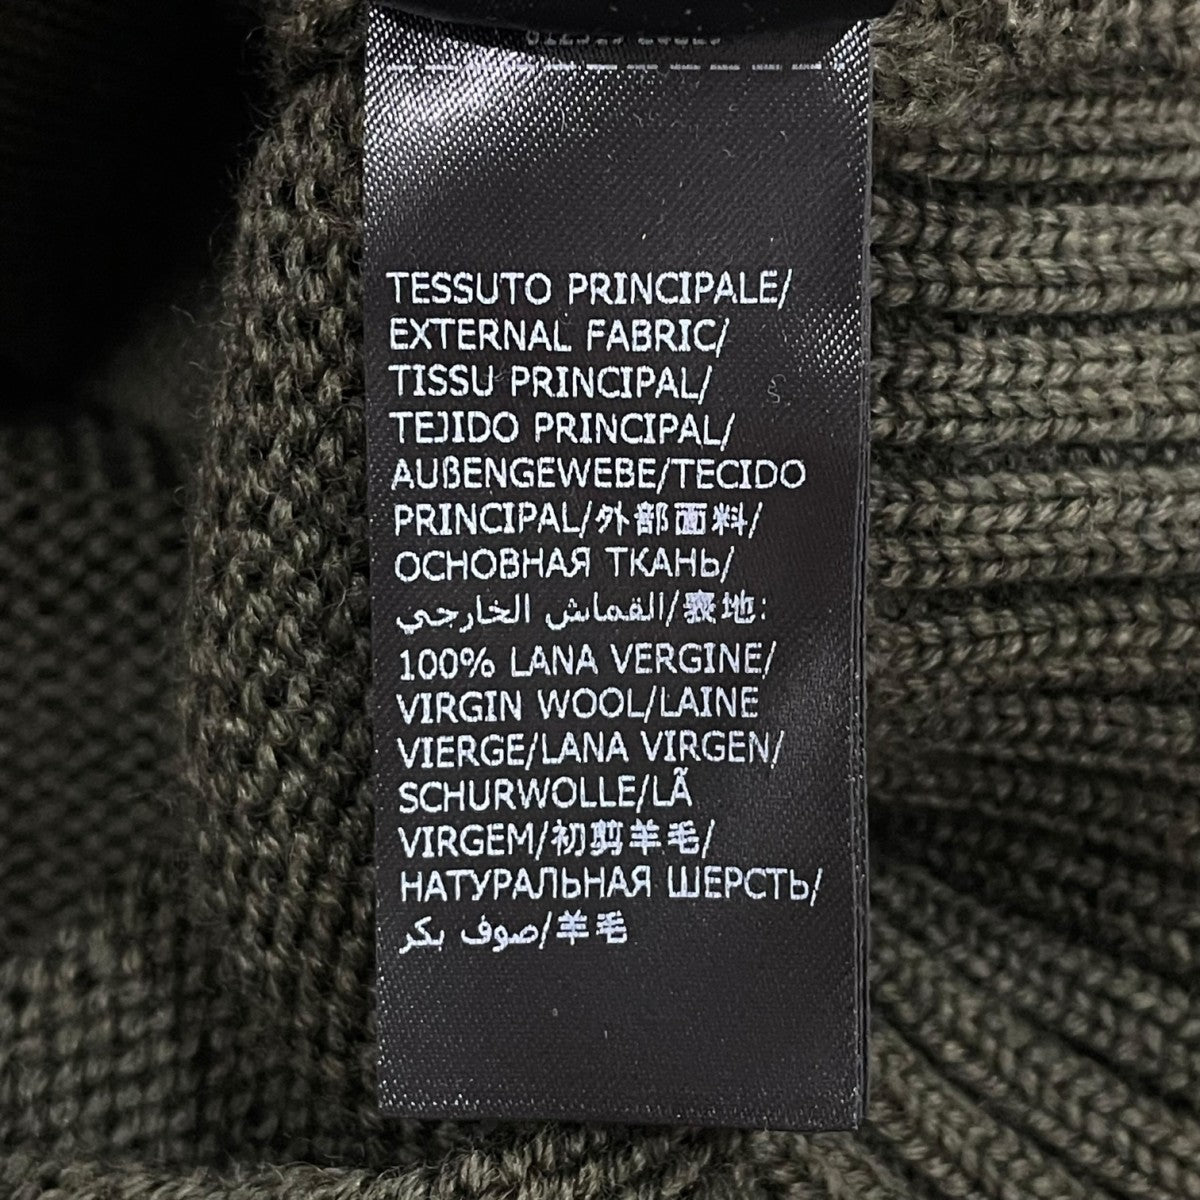 TESSUTO PRINCIPALE/
EXTERNAL FABRIC/
TISSU PRINCIPAL/
TEJIDO PRINCIPAL/
AUßENGEWEBE/TECIDO
PRINCIPAL/外部面料/
ОСНОВНАЯ ТКАНЬ/
القماش الخارجي/表地:
100% LANA VERGINE/
VIRGIN WOOL/LAINE
VIERGE/LANA VIRGEN/
SCHURWOLLE/LÃ
VIRGEM/初剪羊毛/
НАТУРАЛЬНАЯ ШЕРСТЬ/
صوف بكر/羊毛